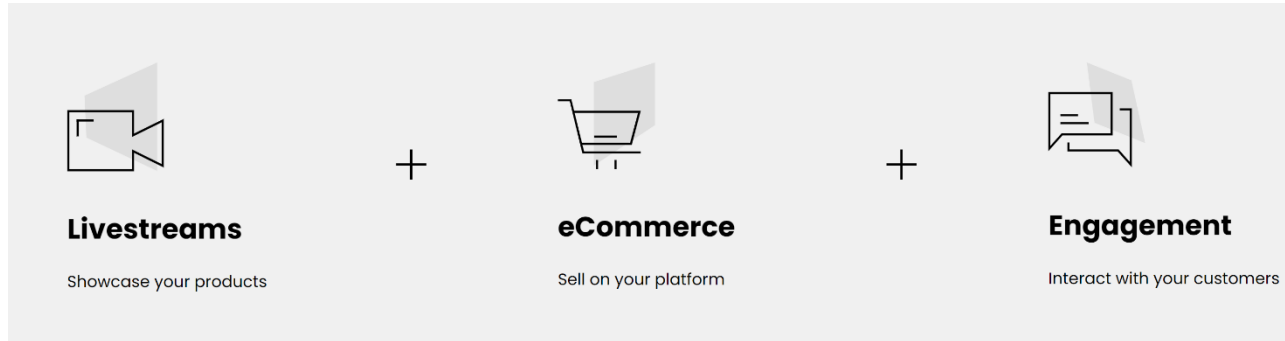 Livestreams
Showcase your products
+
eCommerce
Sell on your platform
+
Engagement
Interact with your customers